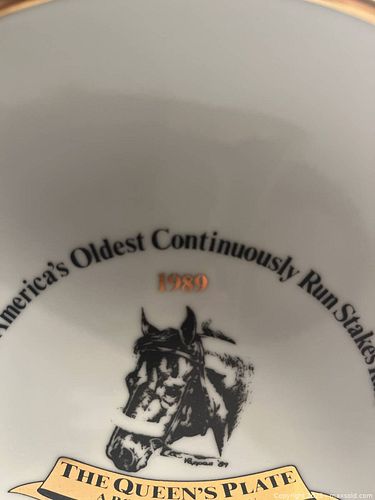 America's Oldest Continuously Run Stakes
1989
THE QUEEN'S PLATE